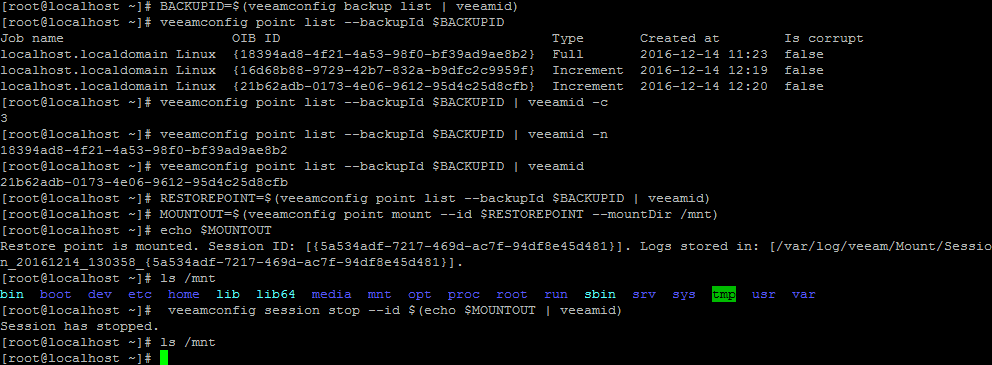 [root@localhost ~]# BACKUPID=$(veeamconfig backup list | veeamid)
[root@localhost ~]# veeamconfig point list --backupId $BACKUPID
Job name                     OIB ID                                  Type       Created at        Is corrupt
localhost.localdomain Linux  {18394ad8-4f21-4a53-98f0-bf39ad9ae8b2}  Full       2016-12-14 11:23  false
localhost.localdomain Linux  {16d68b88-9729-42b7-832a-b9dfc2c9959f}  Increment  2016-12-14 12:19  false
localhost.localdomain Linux  {21b62adb-0173-4e06-9612-95d4c25d8cfb}  Increment  2016-12-14 12:20  false
[root@localhost ~]# veeamconfig point list --backupId $BACKUPID | veeamid -c
3
[root@localhost ~]# veeamconfig point list --backupId $BACKUPID | veeamid -n
18394ad8-4f21-4a53-98f0-bf39ad9ae8b2
[root@localhost ~]# veeamconfig point list --backupId $BACKUPID | veeamid
21b62adb-0173-4e06-9612-95d4c25d8cfb
[root@localhost ~]# RESTOREPOINT=$(veeamconfig point list --backupId $BACKUPID | veeamid)
[root@localhost ~]# MOUNTOUT=$(veeamconfig point mount --id $RESTOREPOINT --mountDir /mnt)
[root@localhost ~]# echo $MOUNTOUT
Restore point is mounted. Session ID: [{5a534adf-7217-469d-ac7f-94df8e45d481}]. Logs stored in: [/var/log/veeam/Mount/Sessio
n_20161214_130358_{5a534adf-7217-469d-ac7f-94df8e45d481}].
[root@localhost ~]# ls /mnt
bin  boot  dev  etc  home  lib  lib64  media  mnt  opt  proc  root  run  sbin  srv  sys  tmp  usr  var
[root@localhost ~]#  veeamconfig session stop --id $(echo $MOUNTOUT | veeamid)
Session has stopped.
[root@localhost ~]# ls /mnt
[root@localhost ~]#